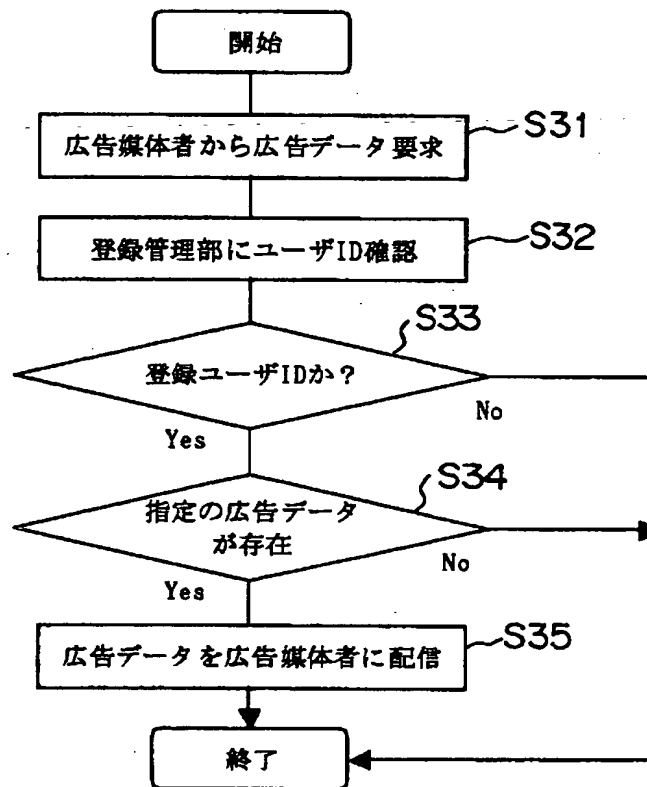 開始
広告媒体者から広告データ要求
S31
登録管理部にユーザID確認
S32
S33
登録ユーザIDか？
No
Yes
S34
指定の広告データ
が存在
No
Yes
S35
広告データを広告媒体者に配信
終了